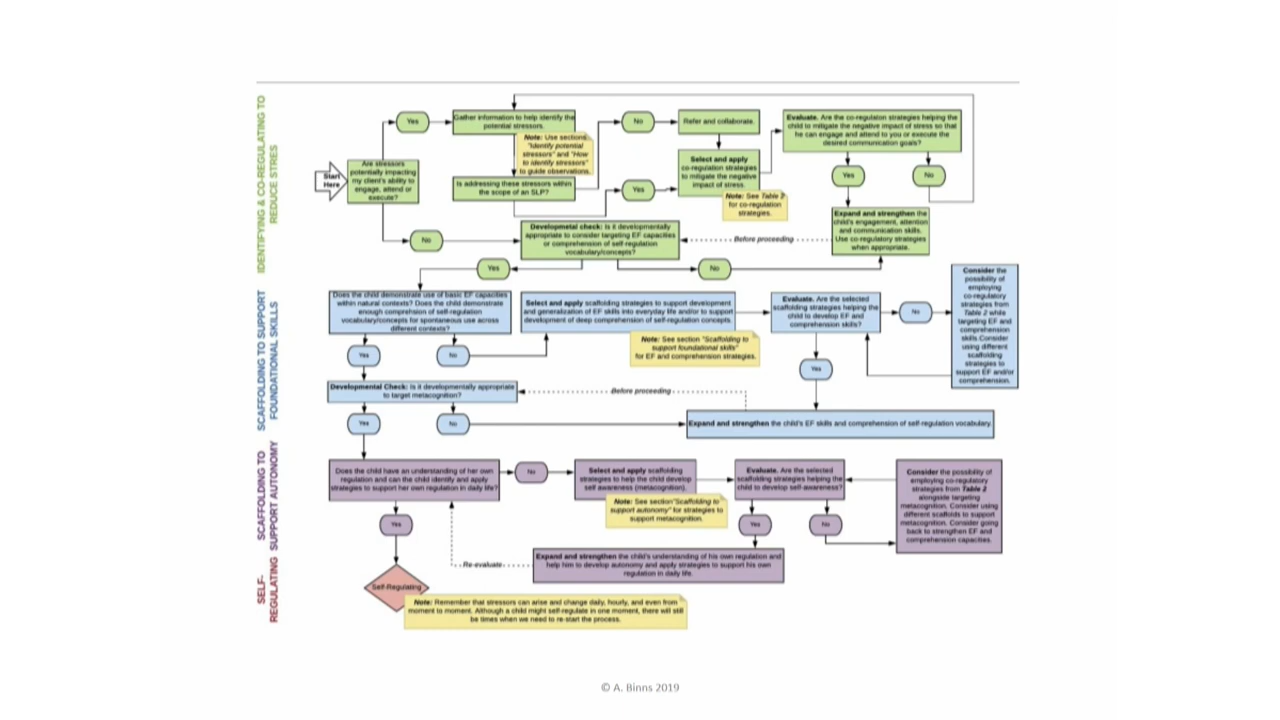 IDENTIFYING & CO-REGULATING TO
REDUCE STRES
Start
Here
Are stressors
potentially impacting
my client's ability to
engage, attend or
execute?
Yes
No
Gather information to help identify the
potential stressors.
Note: Use sections
"Identify potential
stressors" and "How
to identify stressors"
to guide observations.
Is addressing these stressors within
the scope of an SLP?
No
Yes
Refer and collaborate.
Select and apply
co-regulation strategies
to mitigate the negative
impact of stress.
Note: See Table 2
for co-regulation
strategies.
Evaluate. Are the co-regulation strategies helping the
child to mitigate the negative impact of stress so that
he can engage and attend to you or execute the
desired communication goals?
Yes
No
Expand and strengthen the
child's engagement, attention
and communication skills.
Use co-regulatory strategies
when appropriate.
Before proceeding
Developmetal check: Is it developmentally
appropriate to consider targeting EF capacities
or comprehension of self-regulation
vocabulary/concepts?
Yes
No
SCAFFOLDING TO SUPPORT
FOUNDATIONAL SKILLS
Does the child demonstrate use of basic EF capacities
within natural contexts? Does the child demonstrate
enough comprehension of self-regulation
vocabulary/concepts for spontaneous use across
different contexts?
Yes
No
Select and apply scaffolding strategies to support development
and generalization of EF skills into everyday life and/or to support
development of deep comprehension of self-regulation concepts.
Note: See section "Scaffolding to
support foundational skills"
for EF and comprehension strategies.
Evaluate. Are the selected
scaffolding strategies helping the
child to develop EF and
comprehension skills?
No
Yes
Consider the
possibility of
employing
co-regulatory
strategies from
Table 2 while
targeting EF and
comprehension
skills Consider
using different
scaffolding
strategies to
support EF and/or
comprehension.
Developmental Check: Is it developmentally appropriate
to target metacognition?
Before proceeding
Yes
No
Expand and strengthen the child's EF skills and comprehension of self-regulation vocabulary.
SCAFFOLDING TO
SUPPORT AUTONOMY
Does the child have an understanding of her own
regulation and can the child identify and apply
strategies to support her own regulation in daily life?
No
Yes
Select and apply scaffolding
strategies to help the child develop
self awareness (metacognition).
Note: See section"Scaffolding to
support autonomy" for strategies to
support metacognition.
Evaluate. Are the selected
scaffolding strategies helping the
child to develop self-awareness?
Yes
No
Consider the possibility of
employing co-regulatory
strategies from Table 2
alongside targeting
metacognition. Consider using
different scaffolds to support
metacognition. Consider going
back to strengthen EF and
comprehension capacities.
Expand and strengthen the child's understanding of his own regulation and
help him to develop autonomy and apply strategies to support his own
regulation in daily life.
Re-evaluate
SELF-
REGULATING
Self-Regulating
Note: Remember that stressors can arise and change daily, hourly, and even from
moment to moment. Although a child might self-regulate in one moment, there will still
be times when we need to re-start the process.
© A. Binns 2019